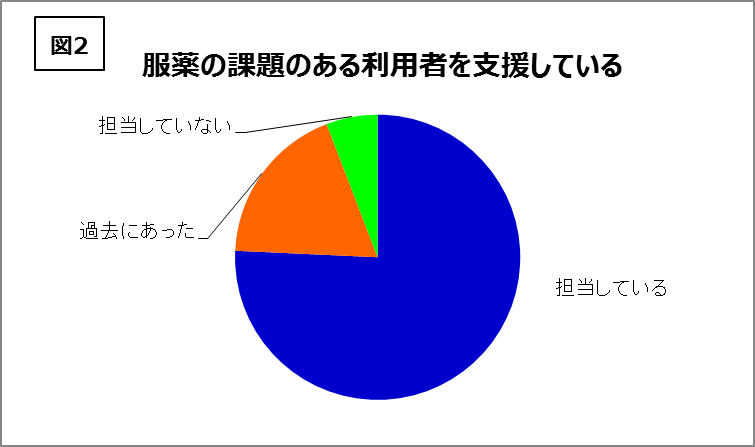 図2
服薬の課題のある利用者を支援している
担当していない
過去にあった
担当している